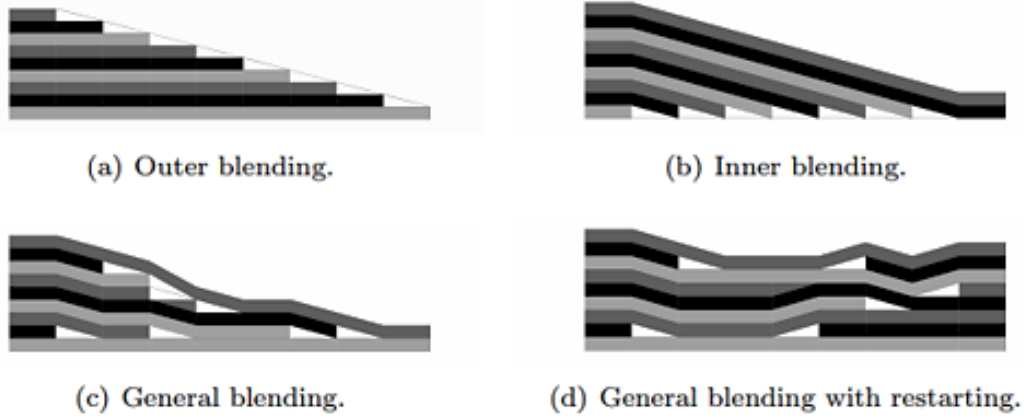 (a) Outer blending.
(b) Inner blending.
(c) General blending.
(d) General blending with restarting.